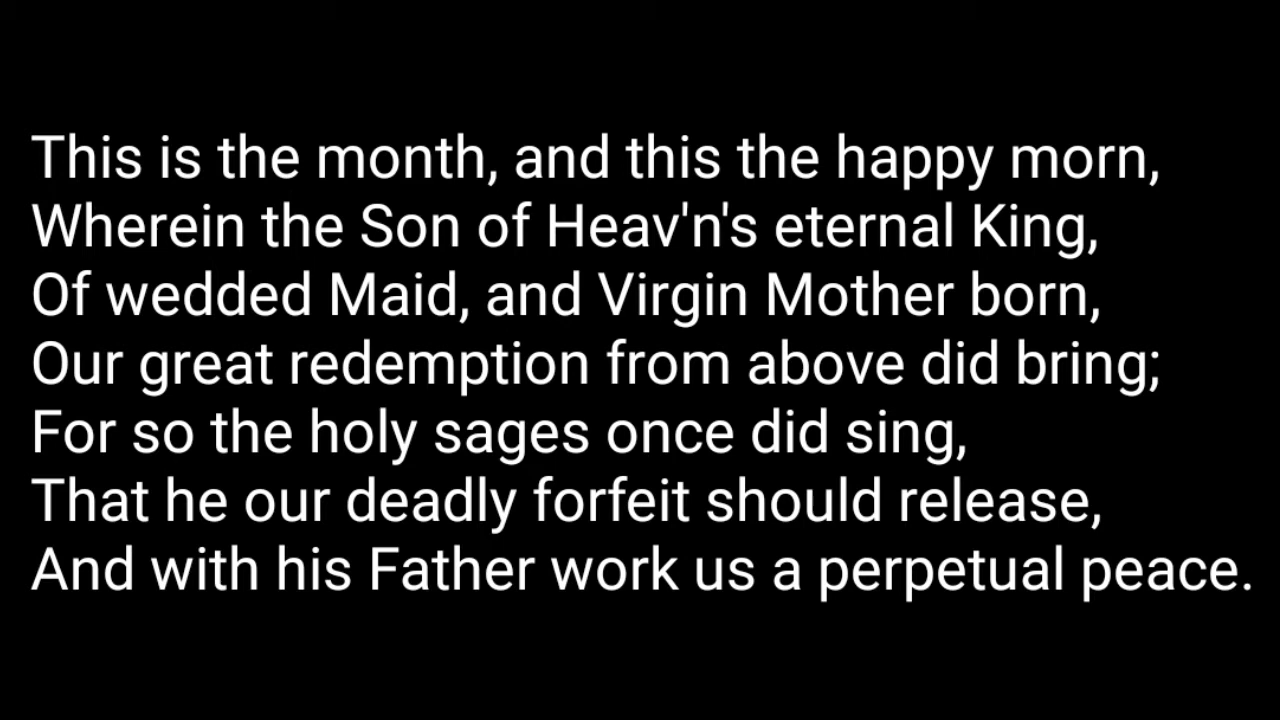 This is the month, and this the happy morn,
Wherein the Son of Heav'n's eternal King,
Of wedded Maid, and Virgin Mother born,
Our great redemption from above did bring;
For so the holy sages once did sing,
That he our deadly forfeit should release,
And with his Father work us a perpetual peace.